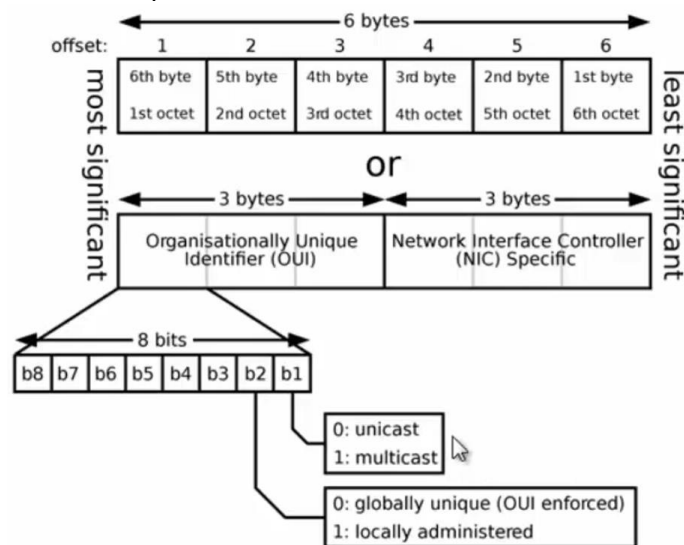 6 bytes
offset: 1 2 3 4 5 6
6th byte 5th byte 4th byte 3rd byte 2nd byte 1st byte
1st octet 2nd octet 3rd octet 4th octet 5th octet 6th octet
most significant
least significant
or
3 bytes 3 bytes
Organisationally Unique
Identifier (OUI)
Network Interface Controller
(NIC) Specific
8 bits
b8 b7 b6 b5 b4 b3 b2 b1
0: unicast
1: multicast
0: globally unique (OUI enforced)
1: locally administered